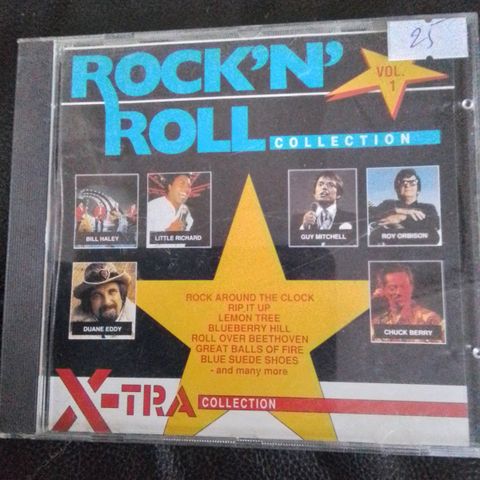 25
ROCK'N'
VOL.
1
ROLL
COLLECTION
BILL HALEY
LITTLE RICHARD
GUY MITCHELL
ROY ORBISON
DUANE EDDY
CHUCK BERRY
ROCK AROUND THE CLOCK
RIP IT UP
LEMON TREE
BLUEBERRY HILL
ROLL OVER BEETHOVEN
GREAT BALLS OF FIRE
BLUE SUEDE SHOES
- and many more
X-TRA COLLECTION